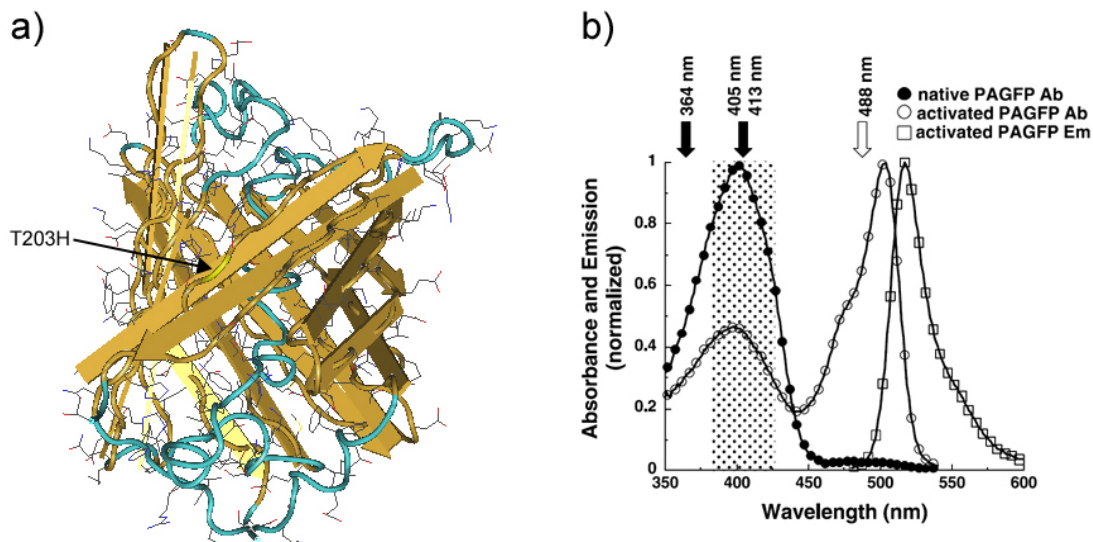 a)
T203H
b)
364 nm
405 nm
413 nm
488 nm
native PAGFP Ab
activated PAGFP Ab
activated PAGFP Em
Absorbance and Emission
(normalized)
1
0.8
0.6
0.4
0.2
0
350 400 450 500 550 600
Wavelength (nm)